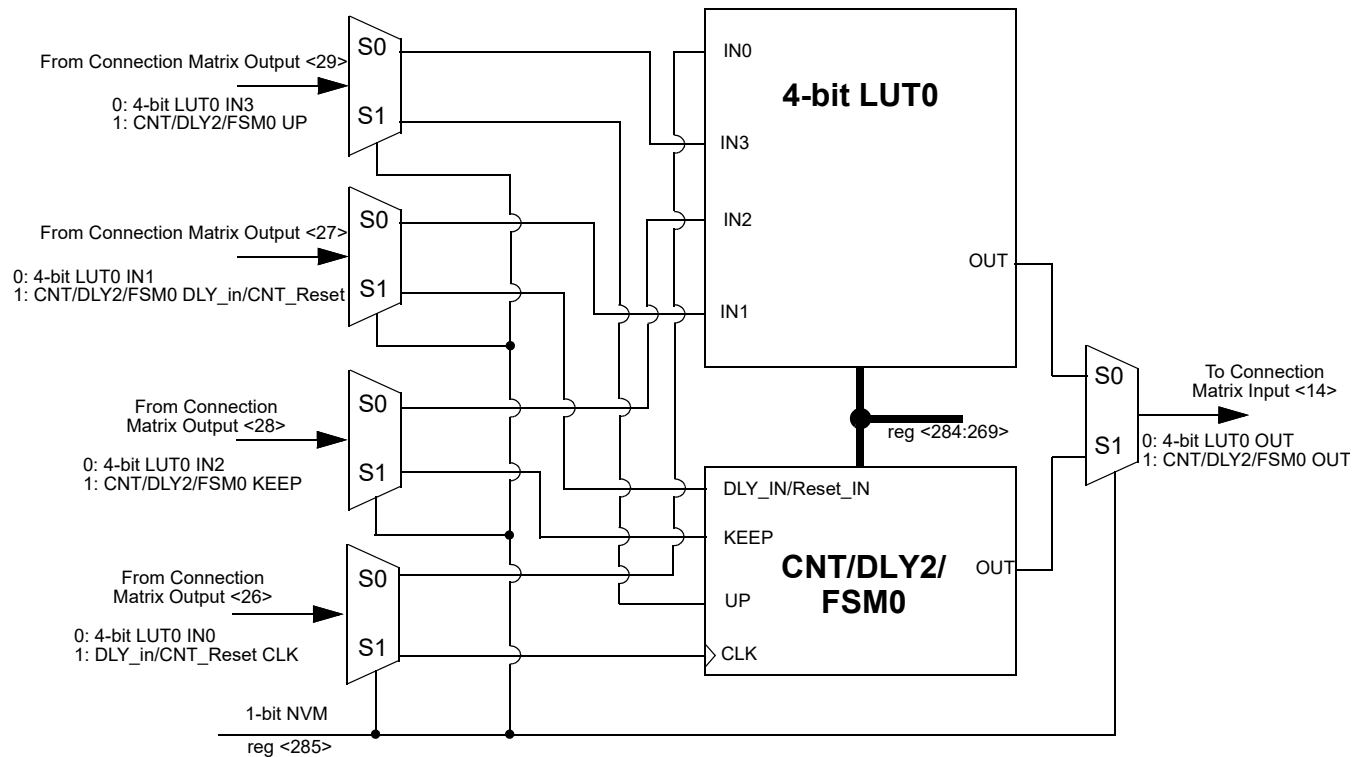 From Connection Matrix Output <29>
0: 4-bit LUT0 IN3
1: CNT/DLY2/FSM0 UP
S0
S1
From Connection Matrix Output <27>
0: 4-bit LUT0 IN1
1: CNT/DLY2/FSM0 DLY_in/CNT_Reset
S0
S1
From Connection
Matrix Output <28>
0: 4-bit LUT0 IN2
1: CNT/DLY2/FSM0 KEEP
S0
S1
From Connection
Matrix Output <26>
0: 4-bit LUT0 IN0
1: DLY_in/CNT_Reset CLK
S0
S1
1-bit NVM
reg <285>
4-bit LUT0
IN0
IN3
IN2
IN1
OUT
reg <284:269>
DLY_IN/Reset_IN
KEEP
UP
CLK
CNT/DLY2/
FSM0
OUT
S0
S1
To Connection
Matrix Input <14>
0: 4-bit LUT0 OUT
1: CNT/DLY2/FSM0 OUT